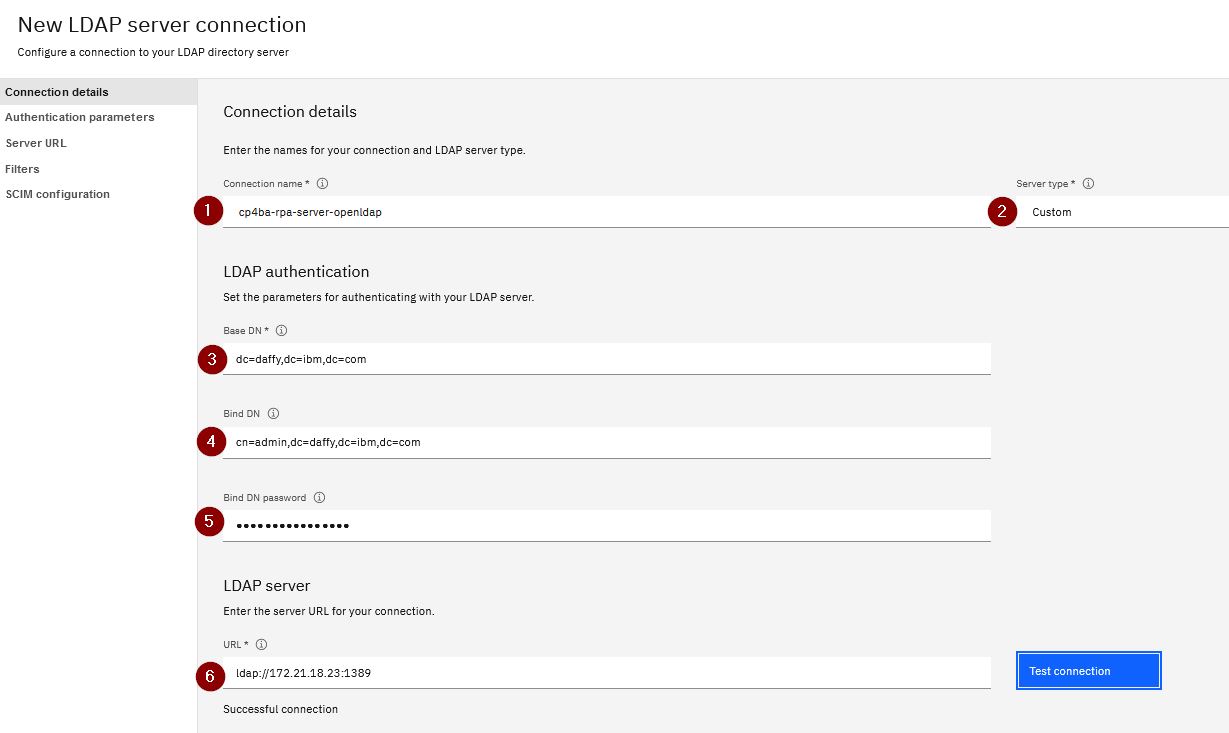 New LDAP server connection
Configure a connection to your LDAP directory server
Connection details
Authentication parameters
Server URL
Filters
SCIM configuration
Connection details
Enter the names for your connection and LDAP server type.
Connection name *
Server type *
1 cp4ba-rpa-server-openldap
2 Custom
LDAP authentication
Set the parameters for authenticating with your LDAP server.
Base DN *
3 dc=daffy,dc=ibm,dc=com
Bind DN
4 cn=admin,dc=daffy,dc=ibm,dc=com
Bind DN password
5 ••••••••••••••••
LDAP server
Enter the server URL for your connection.
URL *
6 ldap://172.21.18.23:1389
Test connection
Successful connection